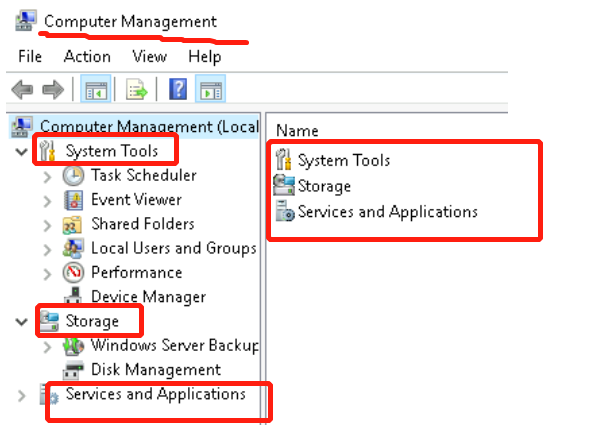 Computer Management
File Action View Help
Computer Management (Local
System Tools
Task Scheduler
Event Viewer
Shared Folders
Local Users and Groups
Performance
Device Manager
Storage
Windows Server Backup
Disk Management
Services and Applications
Name
System Tools
Storage
Services and Applications